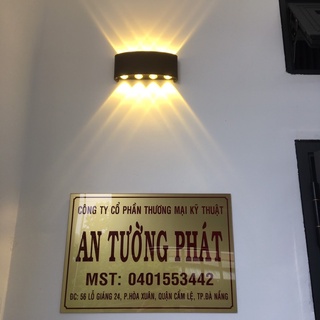 CÔNG TY CỔ PHẦN THƯƠNG MẠI KỸ THUẬT
AN TƯỜNG PHÁT
MST: 0401553442
ĐC: 56 LỖ GIÁNG 24, P.HÒA XUÂN, QUẬN CẨM LỆ, TP.ĐÀ NẴNG